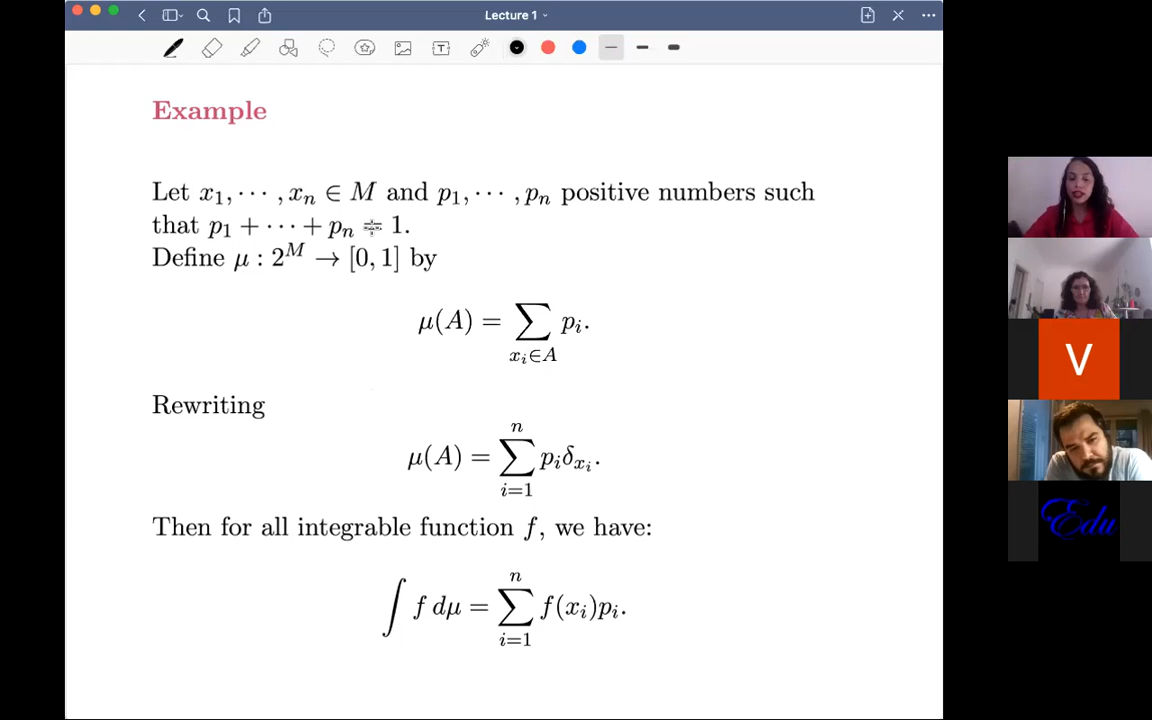 Lecture 1
Example
Let x₁, ⋯ , xₙ ∈ M and p₁, ⋯ , pₙ positive numbers such
that p₁ + ⋯ + pₙ = 1.
Define μ : 2ᴹ → [0, 1] by
μ(A) = ∑_{xᵢ∈A} pᵢ.
Rewriting
μ(A) = ∑_{i=1}^{n} pᵢδ_{xᵢ}.
Then for all integrable function f, we have:
∫ f dμ = ∑_{i=1}^{n} f(xᵢ)pᵢ.
V
Edu